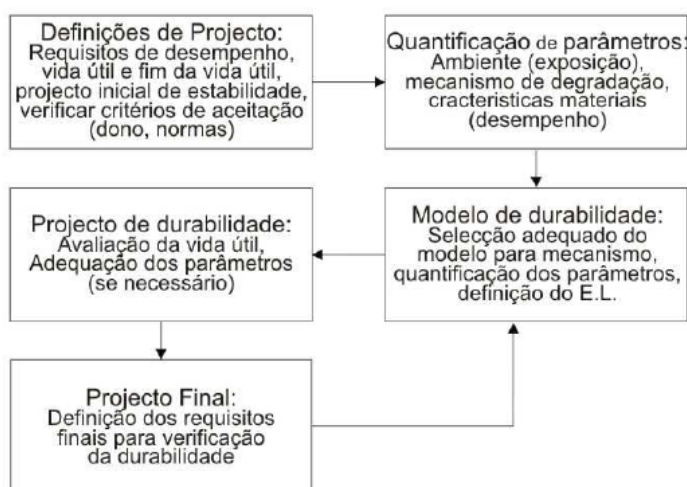 Definições de Projecto:
Requisitos de desempenho,
vida útil e fim da vida útil,
projecto inicial de estabilidade,
verificar critérios de aceitação
(dono, normas)
Quantificação de parâmetros:
Ambiente (exposição),
mecanismo de degradação,
cracteristicas materiais
(desempenho)
Modelo de durabilidade:
Selecção adequado do
modelo para mecanismo,
quantificação dos parâmetros,
definição do E.L.
Projecto de durabilidade:
Avaliação da vida útil,
Adequação dos parâmetros
(se necessário)
Projecto Final:
Definição dos requisitos
finais para verificação
da durabilidade